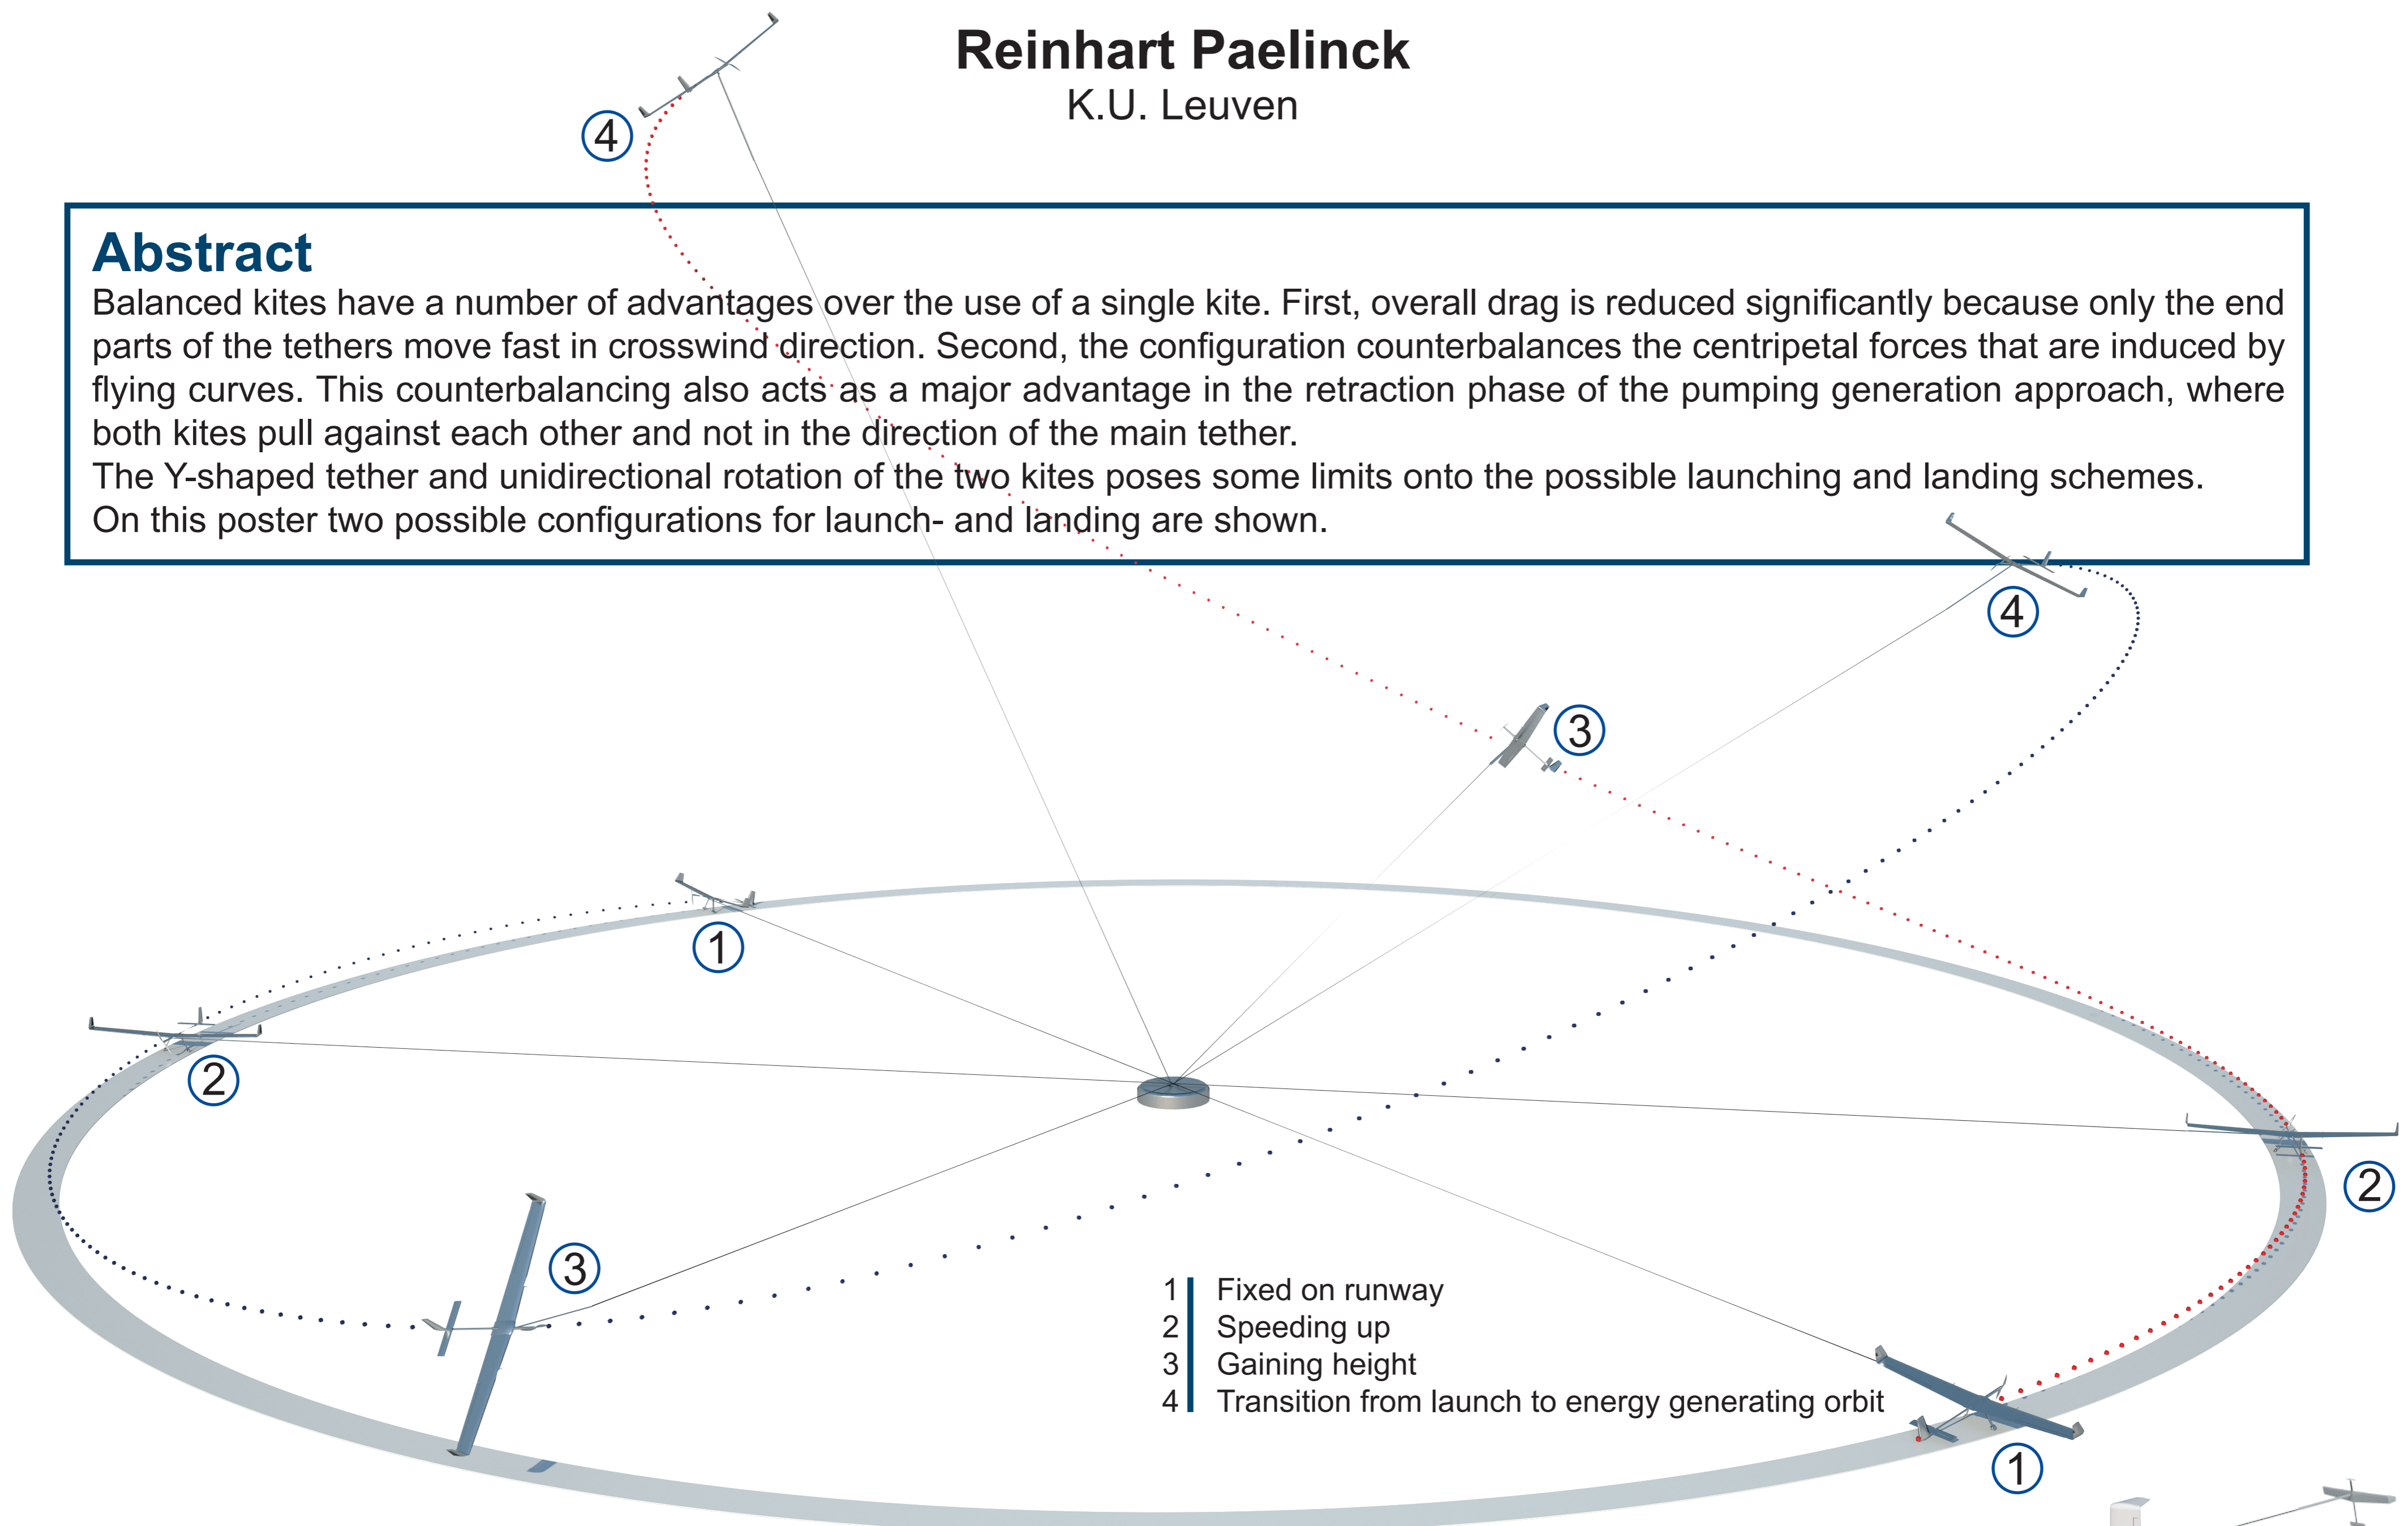 Reinhart Paelinck
K.U. Leuven
4
Abstract
Balanced kites have a number of advantages over the use of a single kite. First, overall drag is reduced significantly because only the end
parts of the tethers move fast in crosswind direction. Second, the configuration counterbalances the centripetal forces that are induced by
flying curves. This counterbalancing also acts as a major advantage in the retraction phase of the pumping generation approach, where
both kites pull against each other and not in the direction of the main tether.
The Y-shaped tether and unidirectional rotation of the two kites poses some limits onto the possible launching and landing schemes.
On this poster two possible configurations for launch- and landing are shown.
4
3
1
2
2
3
1 Fixed on runway
2 Speeding up
3 Gaining height
4 Transition from launch to energy generating orbit
1